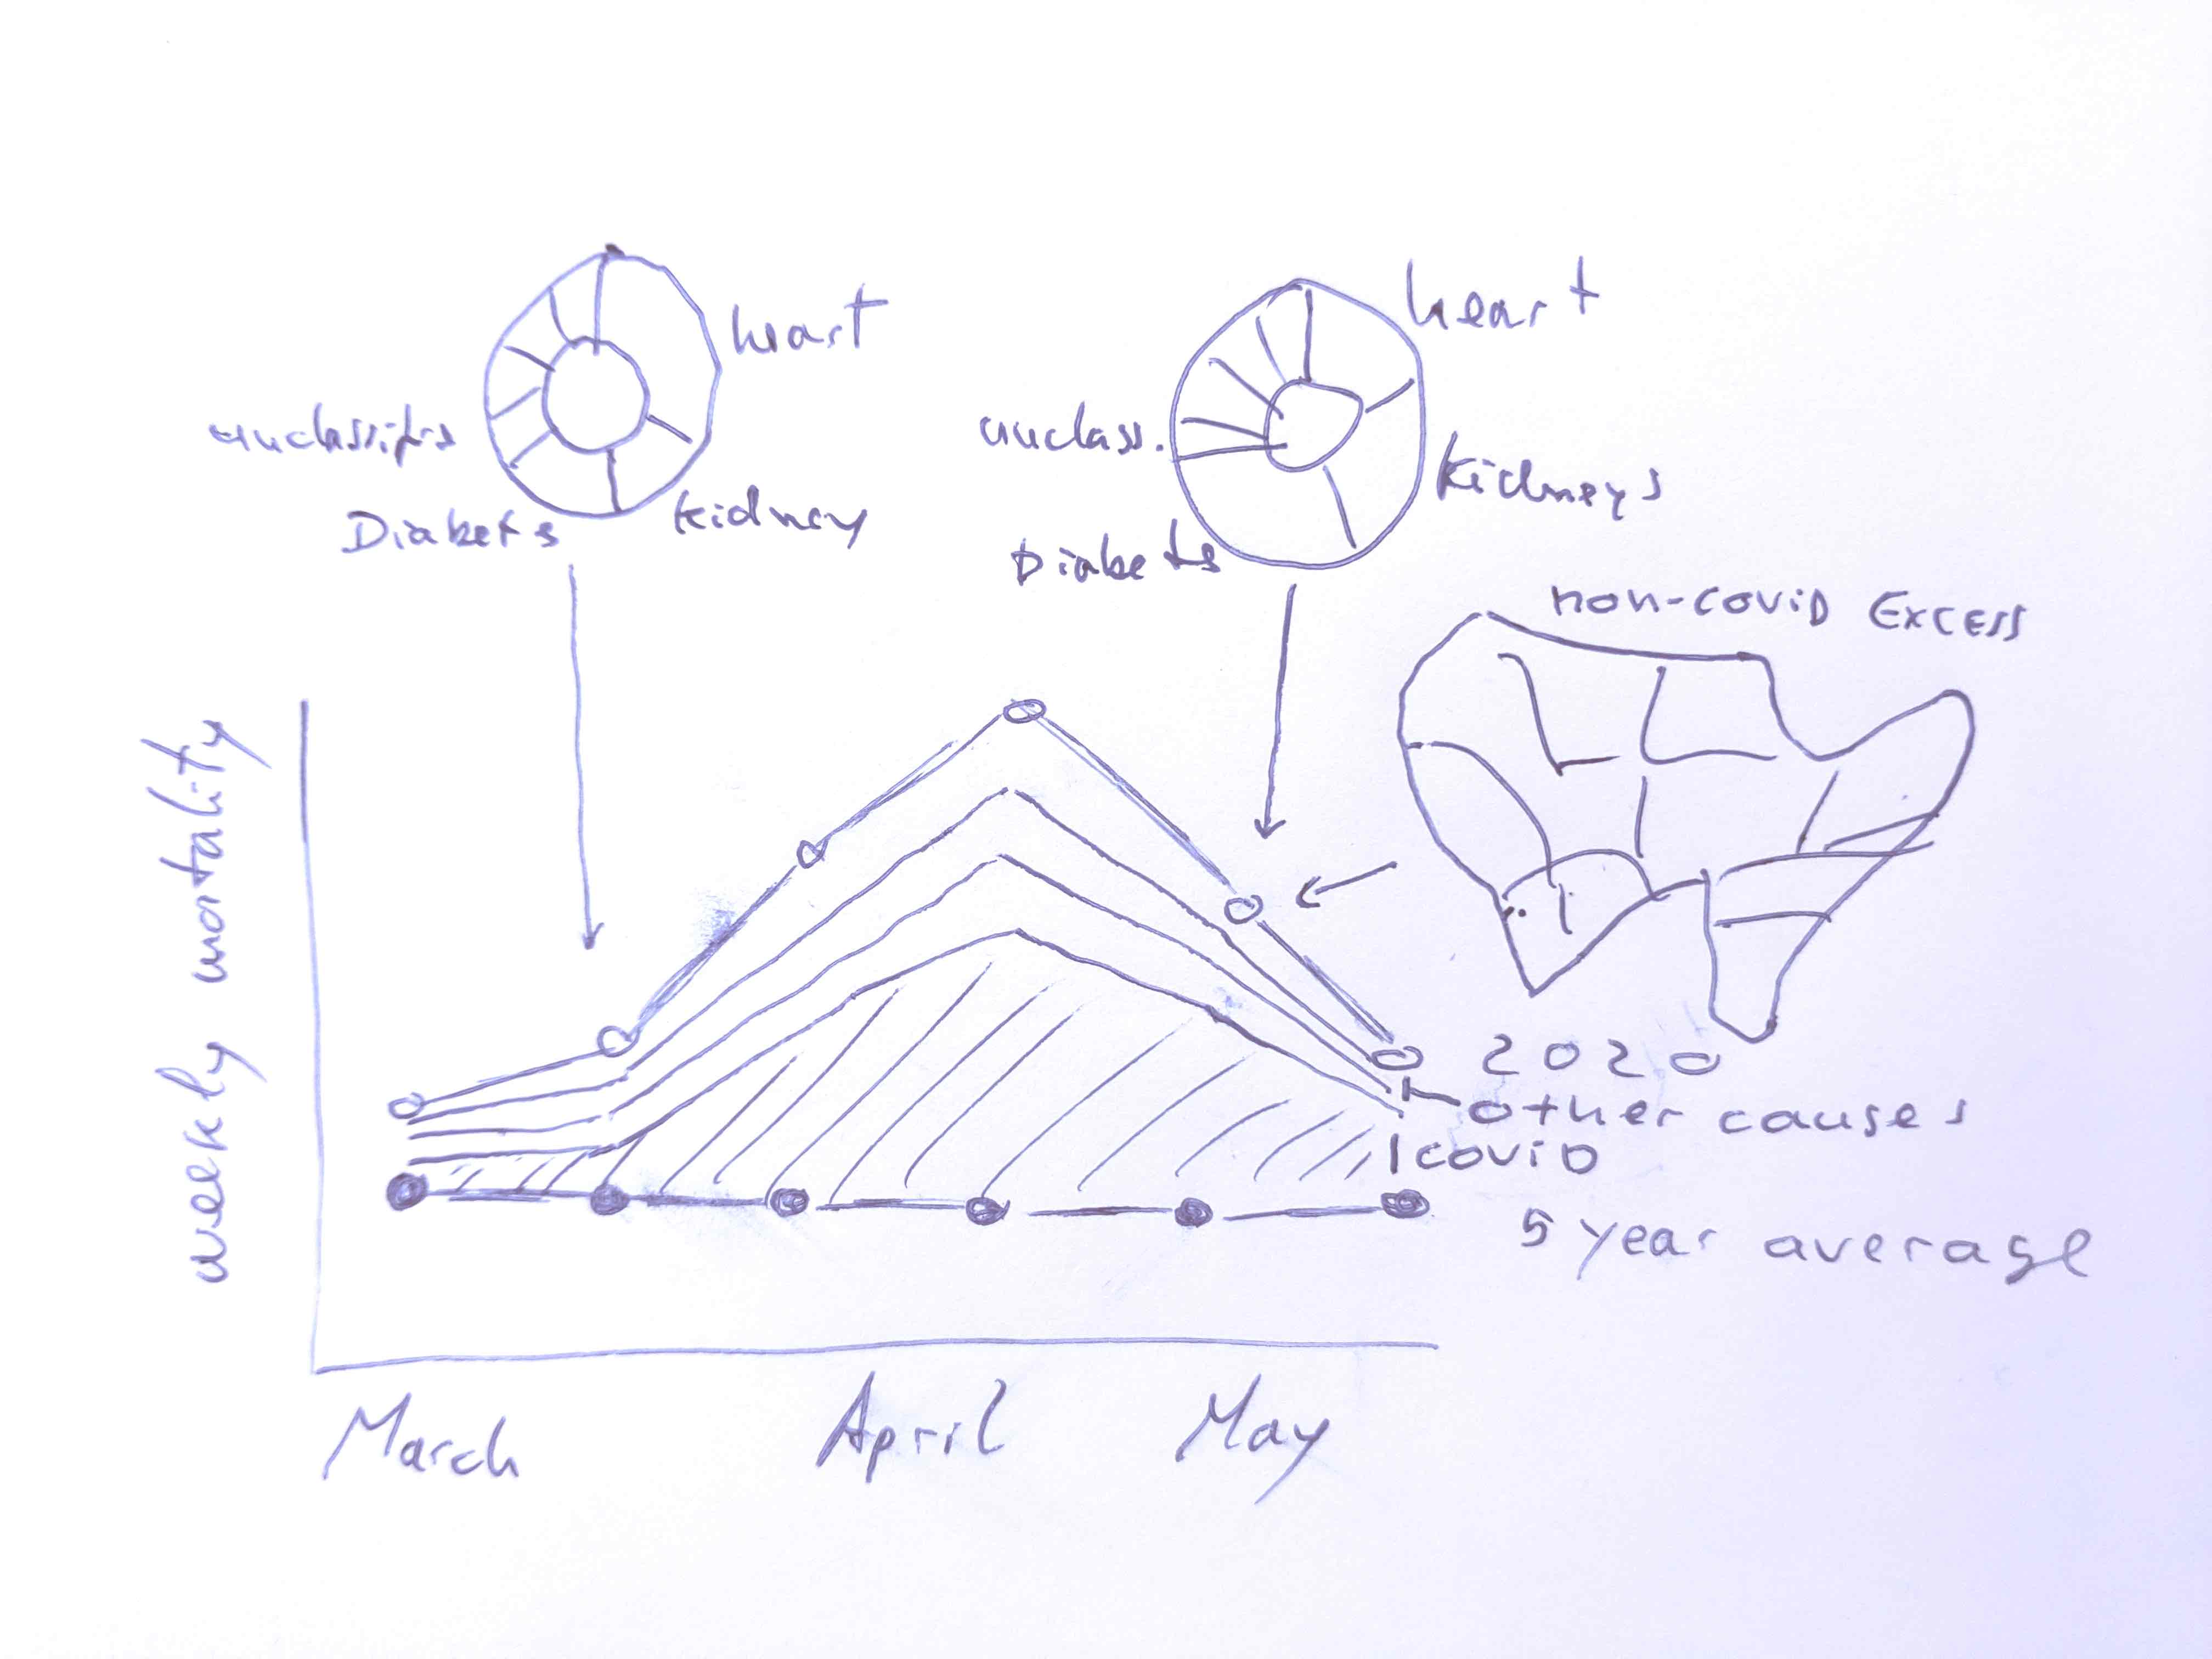 heart
kidney
Diabets
heart
Kidneys
unclass.
Diabets
non-covid Excess
weekly mortality
2020
other causes
covid
5 year average
March April May